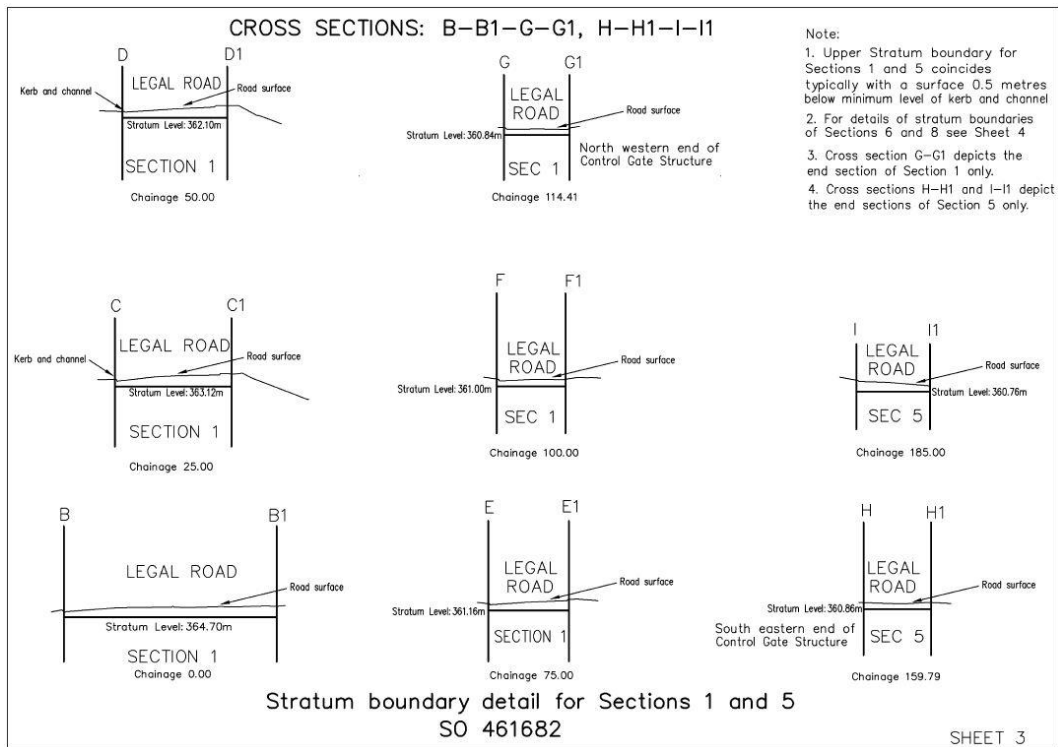 CROSS SECTIONS: B-B1-G-G1, H-H1-I-I1
Note:
1. Upper Stratum boundary for
Sections 1 and 5 coincides
typically with a surface 0.5 metres
below minimum level of kerb and channel
2. For details of stratum boundaries
of Sections 6 and 8 see Sheet 4
3. Cross section G-G1 depicts the
end section of Section 1 only.
4. Cross sections H-H1 and I-I1 depict
the end sections of Section 5 only.
D D1
LEGAL ROAD
Kerb and channel
Road surface
Stratum Level:362.10m
SECTION 1
Chainage 50.00
G G1
LEGAL
ROAD
Road surface
Stratum Level:360.84m
North western end of
Control Gate Structure
SEC 1
Chainage 114.41
C C1
LEGAL ROAD
Kerb and channel
Road surface
Stratum Level:363.12m
SECTION 1
Chainage 25.00
F F1
LEGAL
ROAD
Road surface
Stratum Level:361.00m
SEC 1
Chainage 100.00
I I1
LEGAL
ROAD
Road surface
Stratum Level:360.76m
SEC 5
Chainage 185.00
B B1
LEGAL ROAD
Road surface
Stratum Level:364.70m
SECTION 1
Chainage 0.00
E E1
LEGAL
ROAD
Road surface
Stratum Level:361.16m
SECTION 1
Chainage 75.00
H H1
LEGAL
ROAD
Road surface
Stratum Level:360.86m
South eastern end of
Control Gate Structure
SEC 5
Chainage 159.79
Stratum boundary detail for Sections 1 and 5
SO 461682
SHEET 3